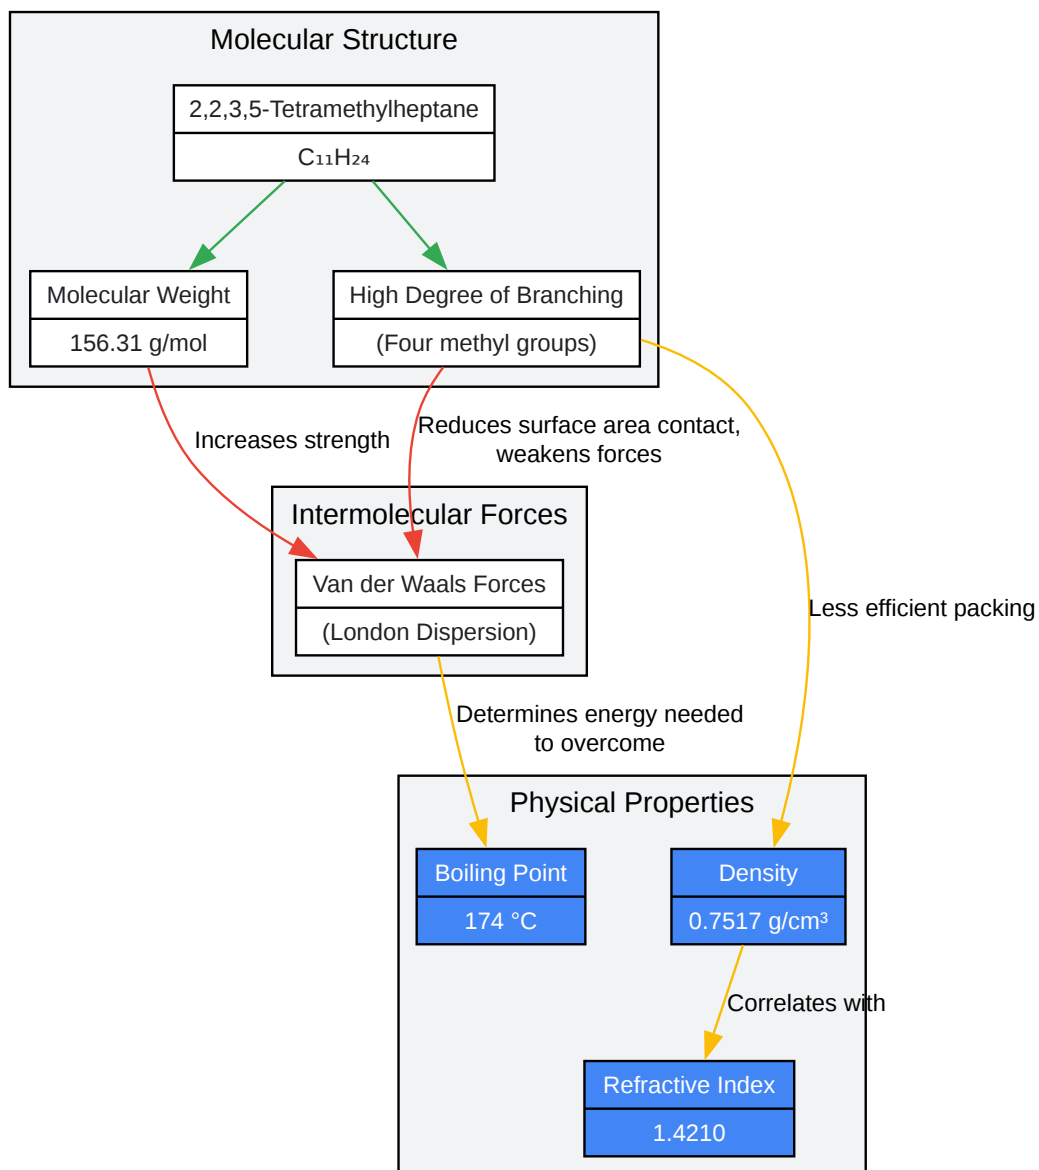 Molecular Structure
2,2,3,5-Tetramethylheptane
C₁₁H₂₄
Molecular Weight
156.31 g/mol
High Degree of Branching
(Four methyl groups)
Increases strength
Reduces surface area contact,
weakens forces
Intermolecular Forces
Van der Waals Forces
(London Dispersion)
Less efficient packing
Determines energy needed
to overcome
Physical Properties
Boiling Point
174 °C
Density
0.7517 g/cm³
Correlates with
Refractive Index
1.4210